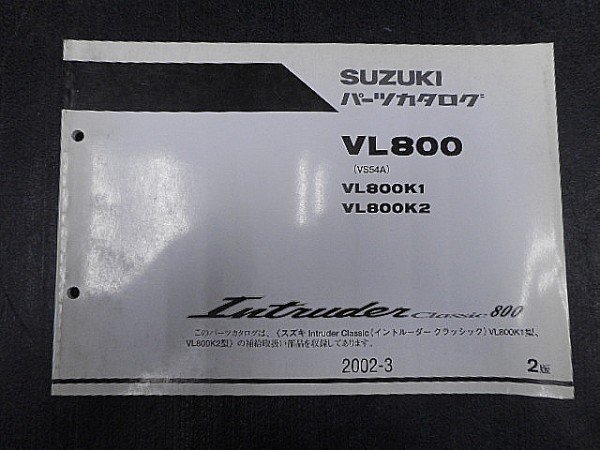 SUZUKI
パーツカタログ
VL800
(VS54A)
VL800K1
VL800K2
Intruder Classic 800
このパーツカタログは、《スズキ Intruder Classic(イントルーダー クラッシック) VL800K1型、
VL800K2型》の補給取扱い部品を収録してあります。
2002-3
2版